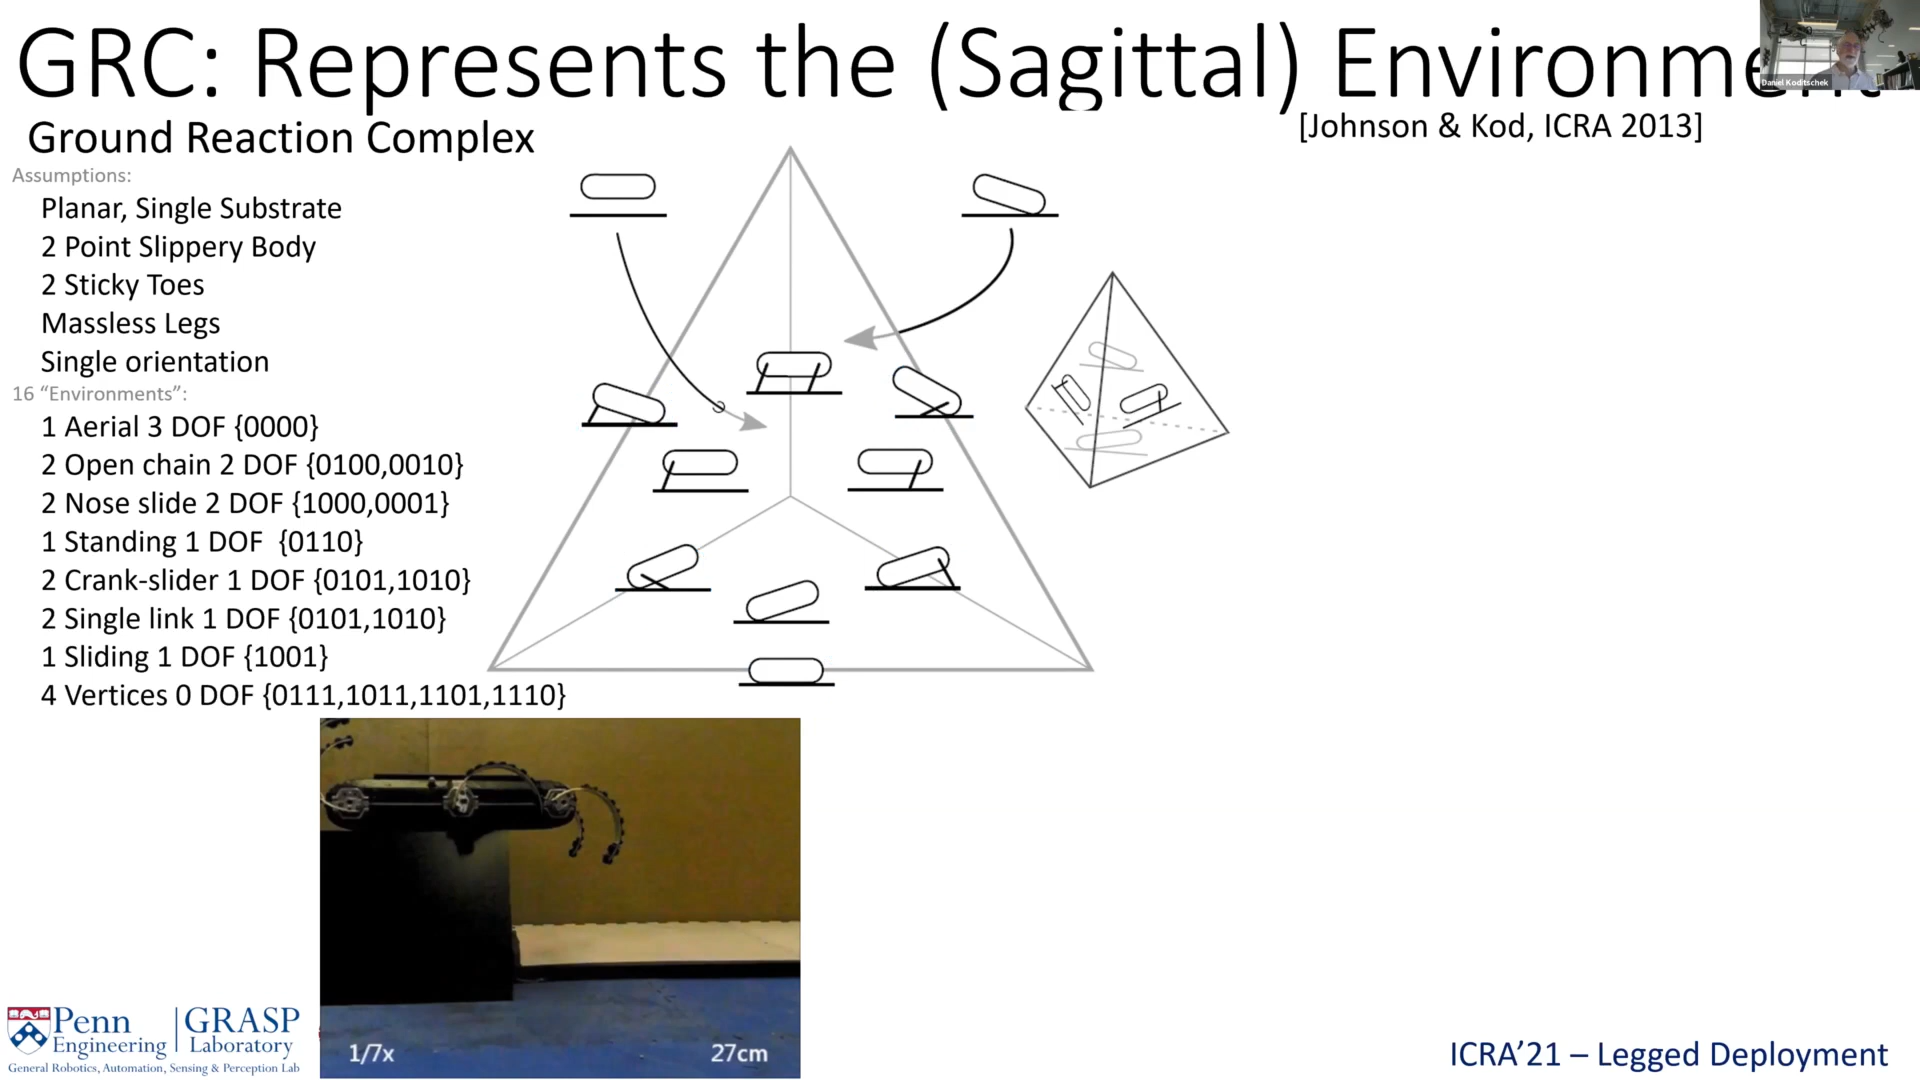 GRC: Represents the (Sagittal) Environment
Daniel Koditschek
Ground Reaction Complex
[Johnson & Kod, ICRA 2013]
Assumptions:
Planar, Single Substrate
2 Point Slippery Body
2 Sticky Toes
Massless Legs
Single orientation
16 “Environments”:
1 Aerial 3 DOF {0000}
2 Open chain 2 DOF {0100,0010}
2 Nose slide 2 DOF {1000,0001}
1 Standing 1 DOF {0110}
2 Crank-slider 1 DOF {0101,1010}
2 Single link 1 DOF {0101,1010}
1 Sliding 1 DOF {1001}
4 Vertices 0 DOF {0111,1011,1101,1110}
1/7x
27cm
Penn
Engineering
GRASP
Laboratory
General Robotics, Automation, Sensing & Perception Lab
ICRA’21 – Legged Deployment